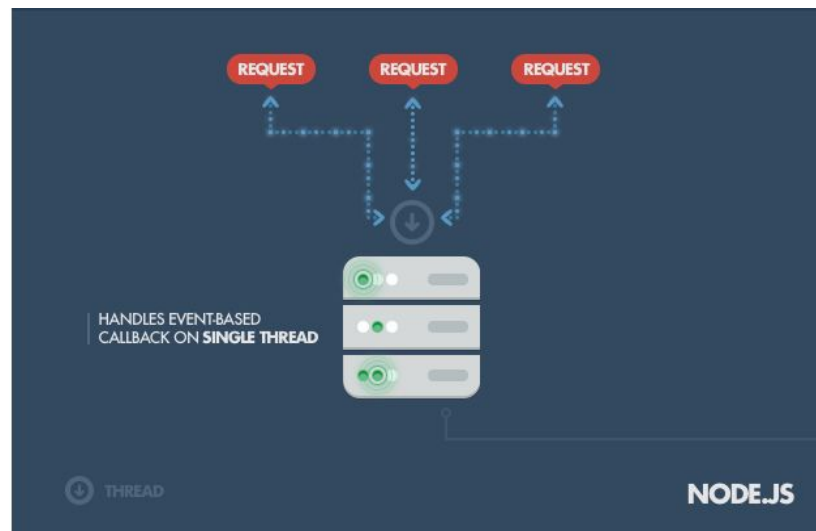 REQUEST
REQUEST
REQUEST
HANDLES EVENT-BASED
CALLBACK ON SINGLE THREAD
THREAD
NODE.JS